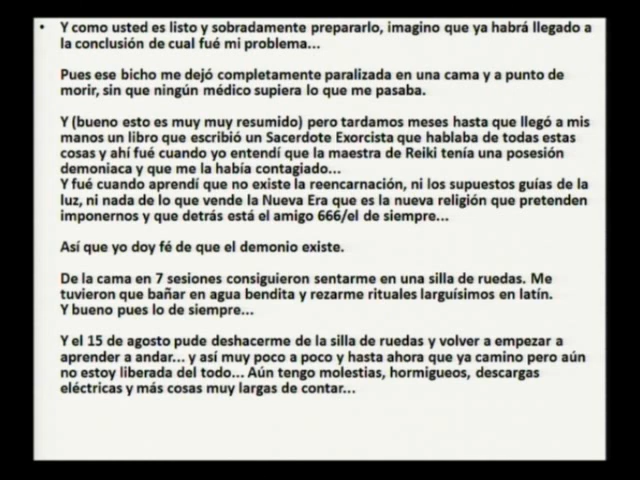 • Y como usted es listo y sobradamente prepararlo, imagino que ya habrá llegado a
la conclusión de cual fué mi problema...
Pues ese bicho me dejó completamente paralizada en una cama y a punto de
morir, sin que ningún médico supiera lo que me pasaba.
Y (bueno esto es muy muy resumido) pero tardamos meses hasta que llegó a mis
manos un libro que escribió un Sacerdote Exorcista que hablaba de todas estas
cosas y ahí fué cuando yo entendí que la maestra de Reiki tenía una posesión
demoniaca y que me la había contagiado...
Y fué cuando aprendí que no existe la reencarnación, ni los supuestos guías de la
luz, ni nada de lo que vende la Nueva Era que es la nueva religión que pretenden
imponernos y que detrás está el amigo 666/el de siempre...
Así que yo doy fé de que el demonio existe.
De la cama en 7 sesiones consiguieron sentarme en una silla de ruedas. Me
tuvieron que bañar en agua bendita y rezarme rituales larguísimos en latín.
Y bueno pues lo de siempre...
Y el 15 de agosto pude deshacerme de la silla de ruedas y volver a empezar a
aprender a andar... y así muy poco a poco y hasta ahora que ya camino pero aún
no estoy liberada del todo... Aún tengo molestias, hormigueos, descargas
eléctricas y más cosas muy largas de contar...